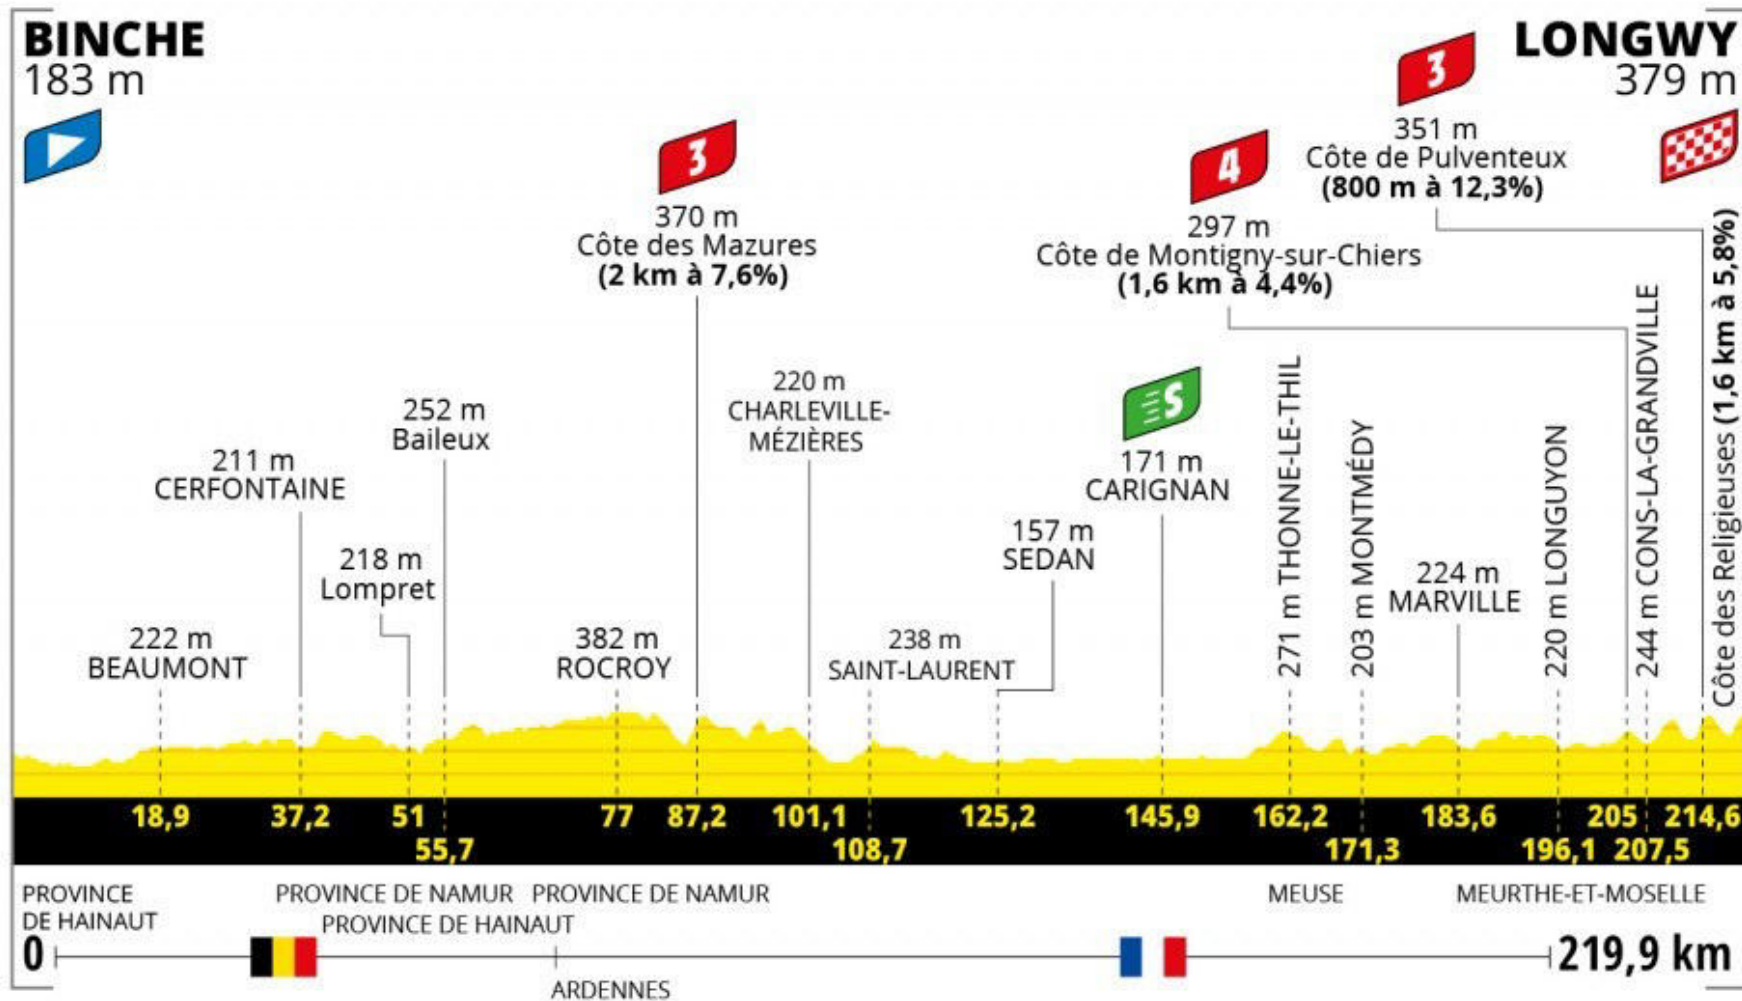 BINCHE
183 m
LONGWY
379 m
3
351 m
Côte de Pulventeux
(800 m à 12,3%)
3
370 m
Côte des Mazures
(2 km à 7,6%)
4
297 m
Côte de Montigny-sur-Chiers
(1,6 km à 4,4%)
Côte des Religieuses (1,6 km à 5,8%)
S
171 m
CARIGNAN
220 m
CHARLEVILLE-
MÉZIÈRES
252 m
Baileux
211 m
CERFONTAINE
218 m
Lompret
222 m
BEAUMONT
382 m
ROCROY
238 m
SAINT-LAURENT
157 m
SEDAN
271 m THONNE-LE-THIL
203 m MONTMÉDY
224 m
MARVILLE
220 m LONGUYON
244 m CONS-LA-GRANDVILLE
18,9 37,2 51 77 87,2 101,1 125,2 145,9 162,2 183,6 205 214,6
55,7 108,7 171,3 196,1 207,5
PROVINCE
DE HAINAUT
PROVINCE DE NAMUR PROVINCE DE NAMUR
PROVINCE DE HAINAUT
MEUSE MEURTHE-ET-MOSELLE
0 219,9 km
ARDENNES